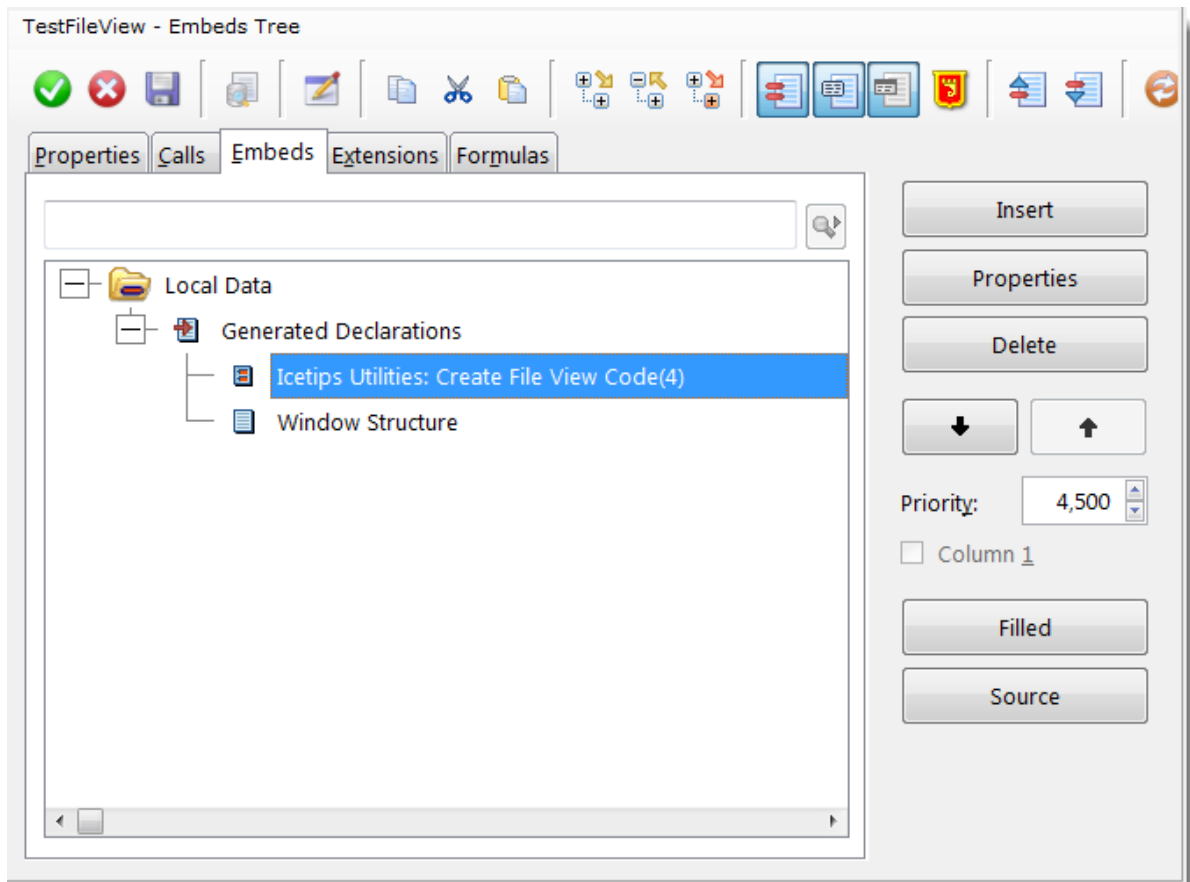 TestFileView - Embeds Tree
Properties Calls Embeds Extensions Formulas
Insert
Properties
Delete
Local Data
Generated Declarations
Icetips Utilities: Create File View Code(4)
Window Structure
Priority: 4,500
Column 1
Filled
Source